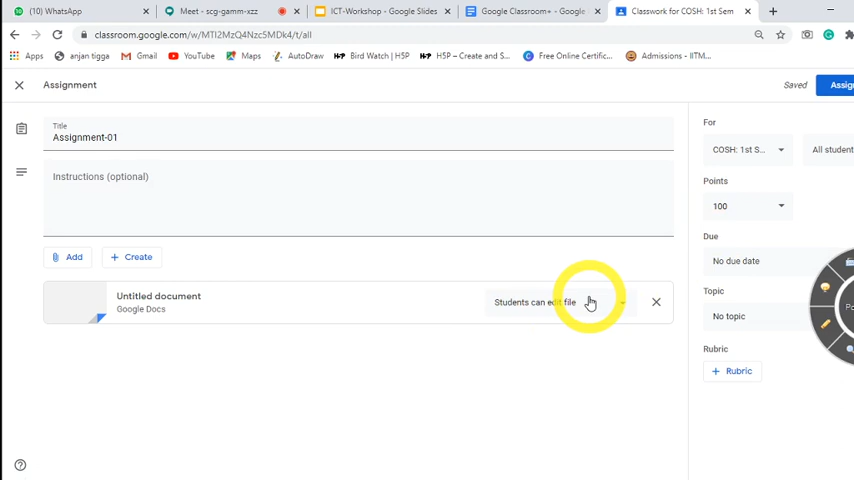 (10) WhatsApp
Meet - scg-gamm-xzz
ICT-Workshop - Google Slides
Google Classroom+ - Google
Classwork for COSH: 1st Sem
classroom.google.com/w/MTI2MzQ4Nzc5MDk4/t/all
Apps
anjan tigga
Gmail
YouTube
Maps
AutoDraw
H-P Bird Watch | H5P
H-P H5P – Create and S...
Free Online Certific...
Admissions - IITM...
Assignment
Saved
Assig
Title
Assignment-01
Instructions (optional)
Add
Create
Untitled document
Google Docs
Students can edit file
For
COSH: 1st S...
All student
Points
100
Due
No due date
Topic
No topic
Rubric
Rubric
Po